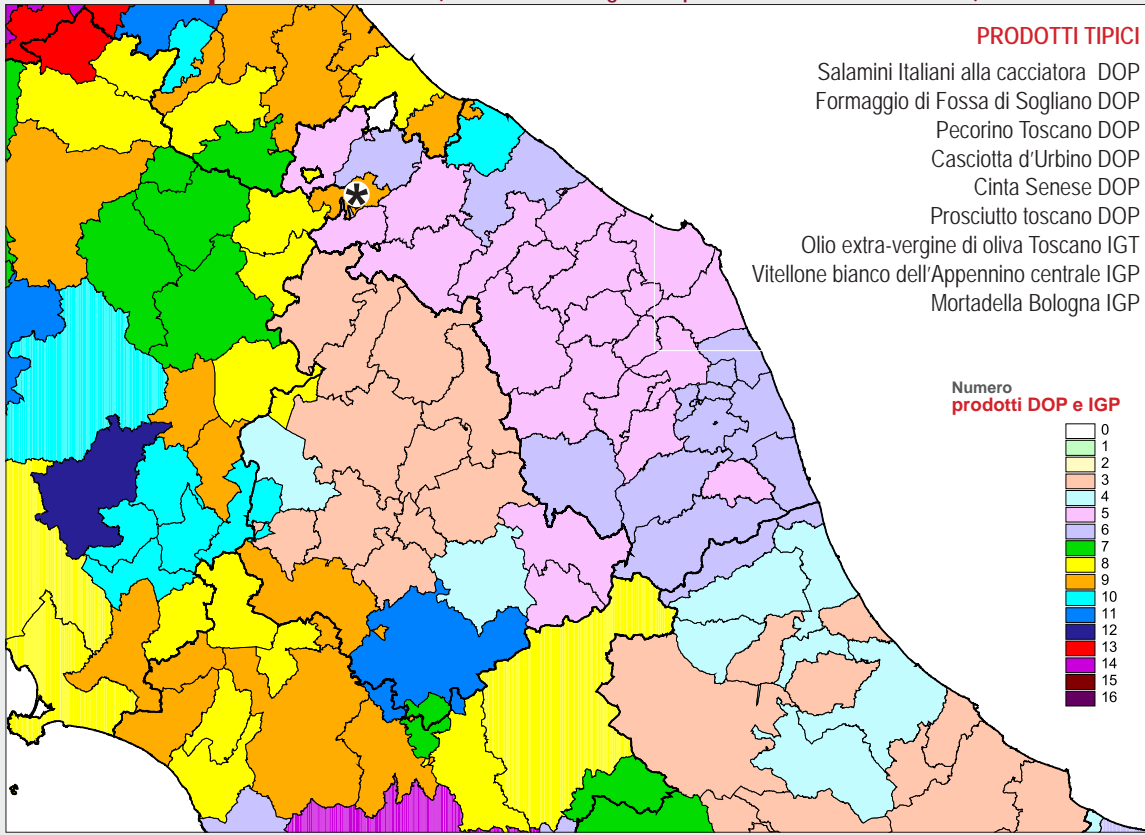 PRODOTTI TIPICI
Salamini Italiani alla cacciatora DOP
Formaggio di Fossa di Sogliano DOP
Pecorino Toscano DOP
Casciotta d'Urbino DOP
Cinta Senese DOP
Prosciutto toscano DOP
Olio extra-vergine di oliva Toscano IGT
Vitellone bianco dell'Appennino centrale IGP
Mortadella Bologna IGP
Numero
prodotti DOP e IGP
0
1
2
3
4
5
6
7
8
9
10
11
12
13
14
15
16
*